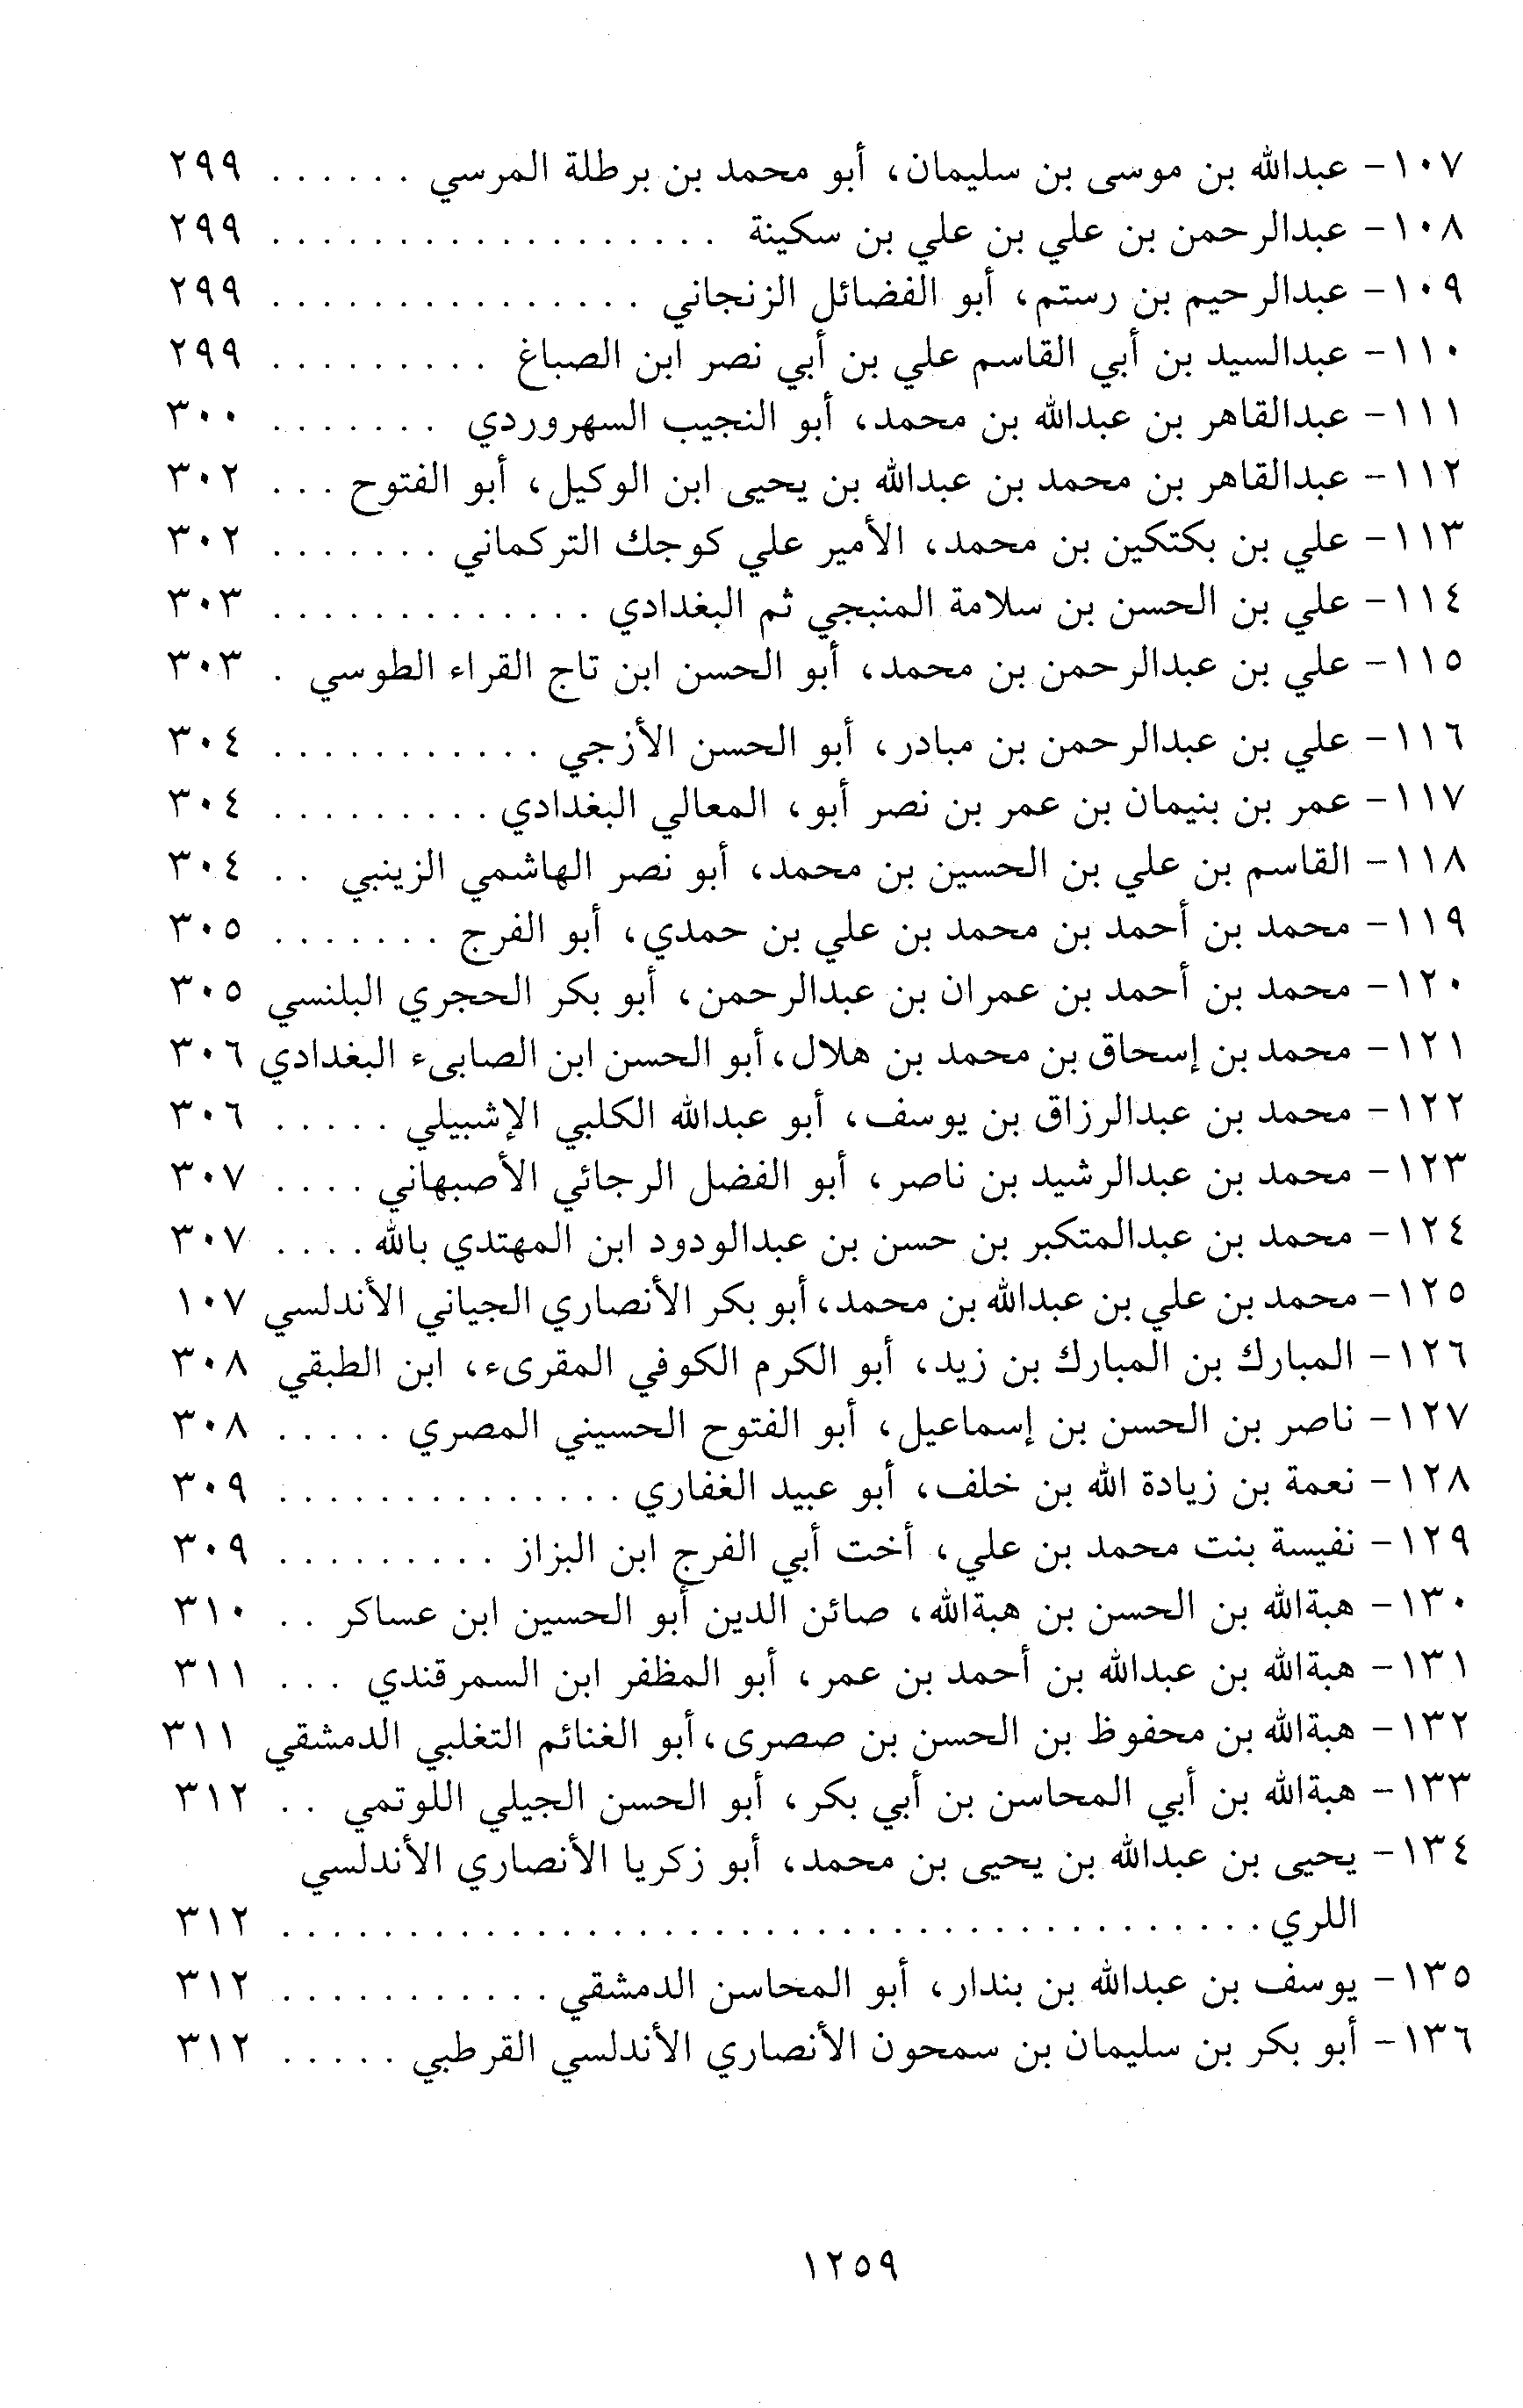 ١٠٧- عبدالله بن موسى بن سليمان، أبو محمد بن برطلة المرسي ...... ٢٩٩
١٠٨- عبدالرحمن بن علي بن علي بن سكينة .................. ٢٩٩
١٠٩- عبدالرحيم بن رستم، أبو الفضائل الزنجاني ............... ٢٩٩
١١٠- عبدالسيد بن أبي القاسم علي بن أبي نصر ابن الصباغ ......... ٢٩٩
١١١- عبدالقاهر بن عبدالله بن محمد، أبو النجيب السهروردي ....... ٣٠٠
١١٢- عبدالقاهر بن محمد بن عبدالله بن يحيى ابن الوكيل، أبو الفتوح ... ٣٠٢
١١٣- علي بن بكتكين بن محمد، الأمير علي كوجك التركماني ....... ٣٠٢
١١٤- علي بن الحسن بن سلامة المنبجي ثم البغدادي ............. ٣٠٣
١١٥- علي بن عبدالرحمن بن محمد، أبو الحسن ابن تاج القراء الطوسي . ٣٠٣
١١٦- علي بن عبدالرحمن بن مبادر، أبو الحسن الأزجي ........... ٣٠٤
١١٧- عمر بن بنيمان بن عمر بن نصر أبو، المعالي البغدادي ......... ٣٠٤
١١٨- القاسم بن علي بن الحسين بن محمد، أبو نصر الهاشمي الزينبي .. ٣٠٤
١١٩- محمد بن أحمد بن محمد بن علي بن حمدي، أبو الفرج ....... ٣٠٥
١٢٠- محمد بن أحمد بن عمران بن عبدالرحمن، أبو بكر الحجري البلنسي ٣٠٥
١٢١- محمد بن إسحاق بن محمد بن هلال، أبو الحسن ابن الصابىء البغدادي ٣٠٦
١٢٢- محمد بن عبدالرزاق بن يوسف، أبو عبدالله الكلبي الإشبيلي ..... ٣٠٦
١٢٣- محمد بن عبدالرشيد بن ناصر، أبو الفضل الرجائي الأصبهاني .... ٣٠٧
١٢٤- محمد بن عبدالمتكبر بن حسن بن عبدالودود ابن المهتدي بالله .... ٣٠٧
١٢٥- محمد بن علي بن عبدالله بن محمد، أبو بكر الأنصاري الجياني الأندلسي ١٠٧
١٢٦- المبارك بن المبارك بن زيد، أبو الكرم الكوفي المقرىء، ابن الطبقي ٣٠٨
١٢٧- ناصر بن الحسن بن إسماعيل، أبو الفتوح الحسيني المصري ..... ٣٠٨
١٢٨- نعمة بن زيادة الله بن خلف، أبو عبيد الغفاري .............. ٣٠٩
١٢٩- نفيسة بنت محمد بن علي، أخت أبي الفرج ابن البزاز ......... ٣٠٩
١٣٠- هبةالله بن الحسن بن هبةالله، صائن الدين أبو الحسين ابن عساكر .. ٣١٠
١٣١- هبةالله بن عبدالله بن أحمد بن عمر، أبو المظفر ابن السمرقندي ... ٣١١
١٣٢- هبةالله بن محفوظ بن الحسن بن صصرى، أبو الغنائم التغلبي الدمشقي ٣١١
١٣٣- هبةالله بن أبي المحاسن بن أبي بكر، أبو الحسن الجيلي اللوتمي .. ٣١٢
١٣٤- يحيى بن عبدالله بن يحيى بن محمد، أبو زكريا الأنصاري الأندلسي
اللري ....................................... ٣١٢
١٣٥- يوسف بن عبدالله بن بندار، أبو المحاسن الدمشقي ........... ٣١٢
١٣٦- أبو بكر بن سليمان بن سمحون الأنصاري الأندلسي القرطبي ..... ٣١٢
١٢٥٩